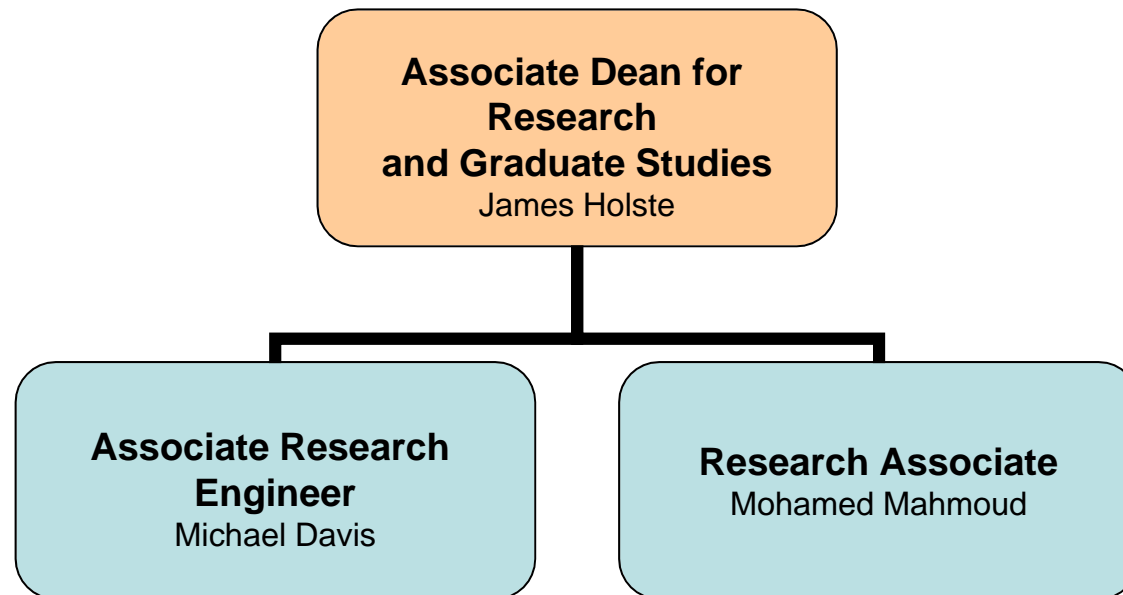 Associate Dean for
Research
and Graduate Studies
James Holste
Associate Research
Engineer
Michael Davis
Research Associate
Mohamed Mahmoud